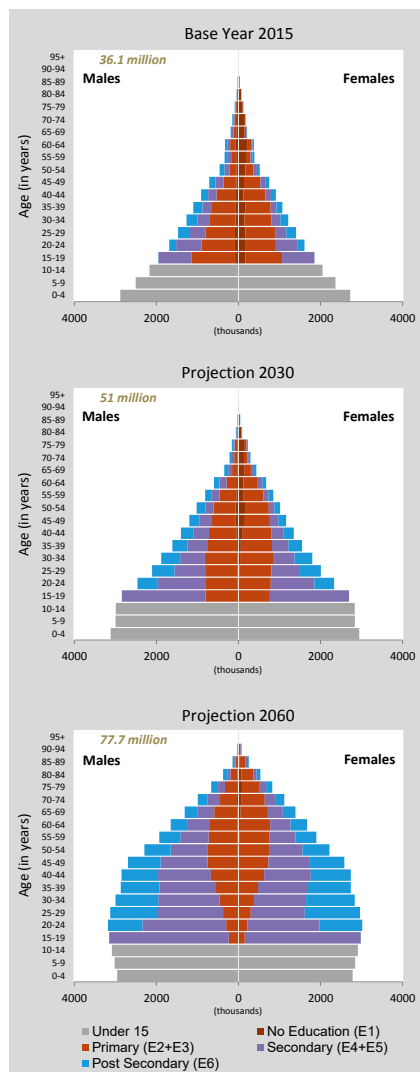 Base Year 2015
36.1 million
Males
Females
Age (in years)
95+
90-94
85-89
80-84
75-79
70-74
65-69
60-64
55-59
50-54
45-49
40-44
35-39
30-34
25-29
20-24
15-19
10-14
5-9
0-4
4000 2000 0 2000 4000
(thousands)
Projection 2030
51 million
Males
Females
Age (in years)
95+
90-94
85-89
80-84
75-79
70-74
65-69
60-64
55-59
50-54
45-49
40-44
35-39
30-34
25-29
20-24
15-19
10-14
5-9
0-4
4000 2000 0 2000 4000
(thousands)
Projection 2060
77.7 million
Males
Females
Age (in years)
95+
90-94
85-89
80-84
75-79
70-74
65-69
60-64
55-59
50-54
45-49
40-44
35-39
30-34
25-29
20-24
15-19
10-14
5-9
0-4
4000 2000 0 2000 4000
(thousands)
Under 15 No Education (E1)
Primary (E2+E3) Secondary (E4+E5)
Post Secondary (E6)